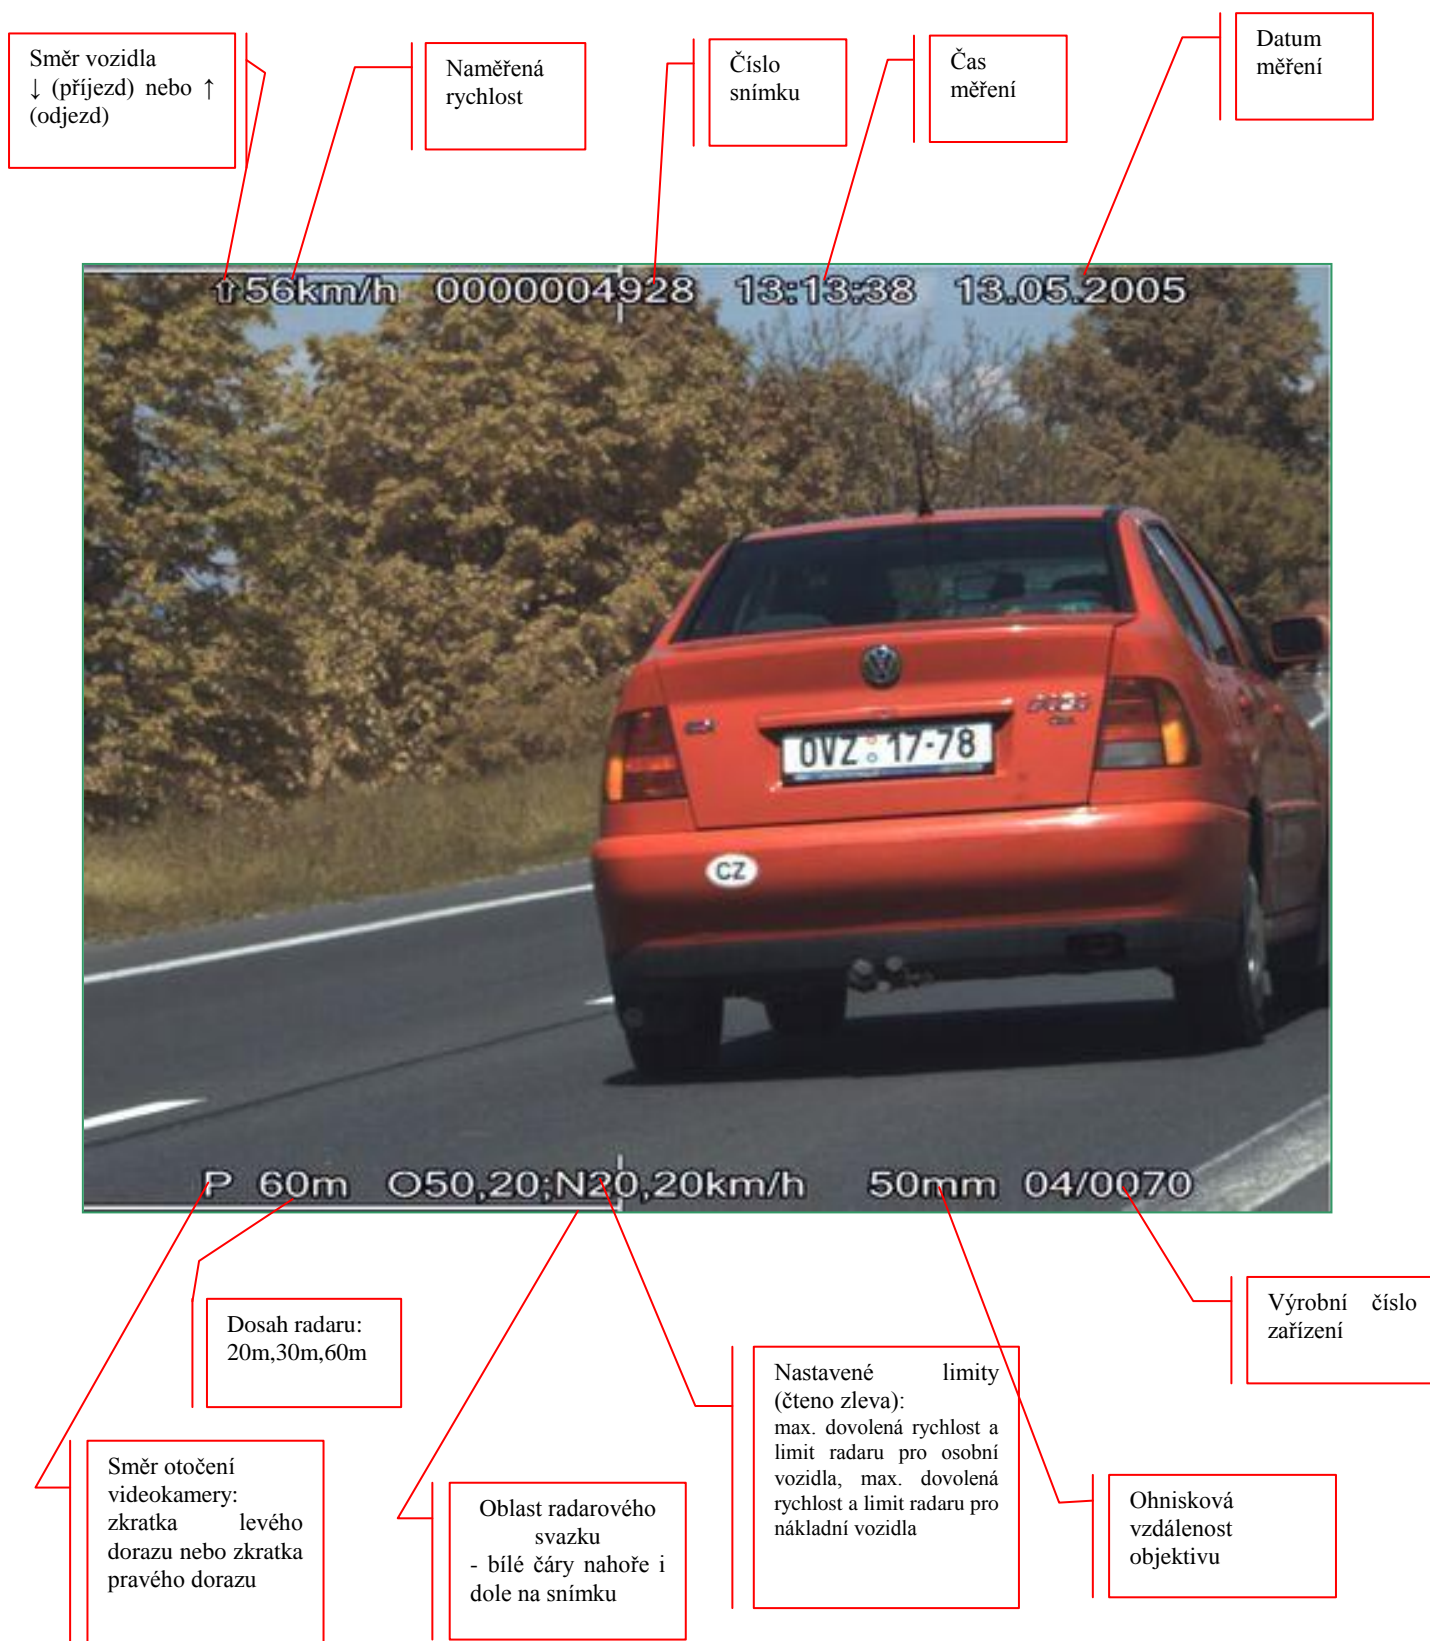 Směr vozidla
↓ (příjezd) nebo ↑
(odjezd)
Naměřená
rychlost
Číslo
snímku
Čas
měření
Datum
měření
⇧56km/h 0000004928 13:13:38 13.05.2005
OVZ 17-78
CZ
P 60m O50,20;N20,20km/h 50mm 04/0070
Dosah radaru:
20m,30m,60m
Výrobní číslo
zařízení
Nastavené limity
(čteno zleva):
max. dovolená rychlost a
limit radaru pro osobní
vozidla, max. dovolená
rychlost a limit radaru pro
nákladní vozidla
Směr otočení
videokamery:
zkratka levého
dorazu nebo zkratka
pravého dorazu
Oblast radarového
svazku
- bílé čáry nahoře i
dole na snímku
Ohnisková
vzdálenost
objektivu